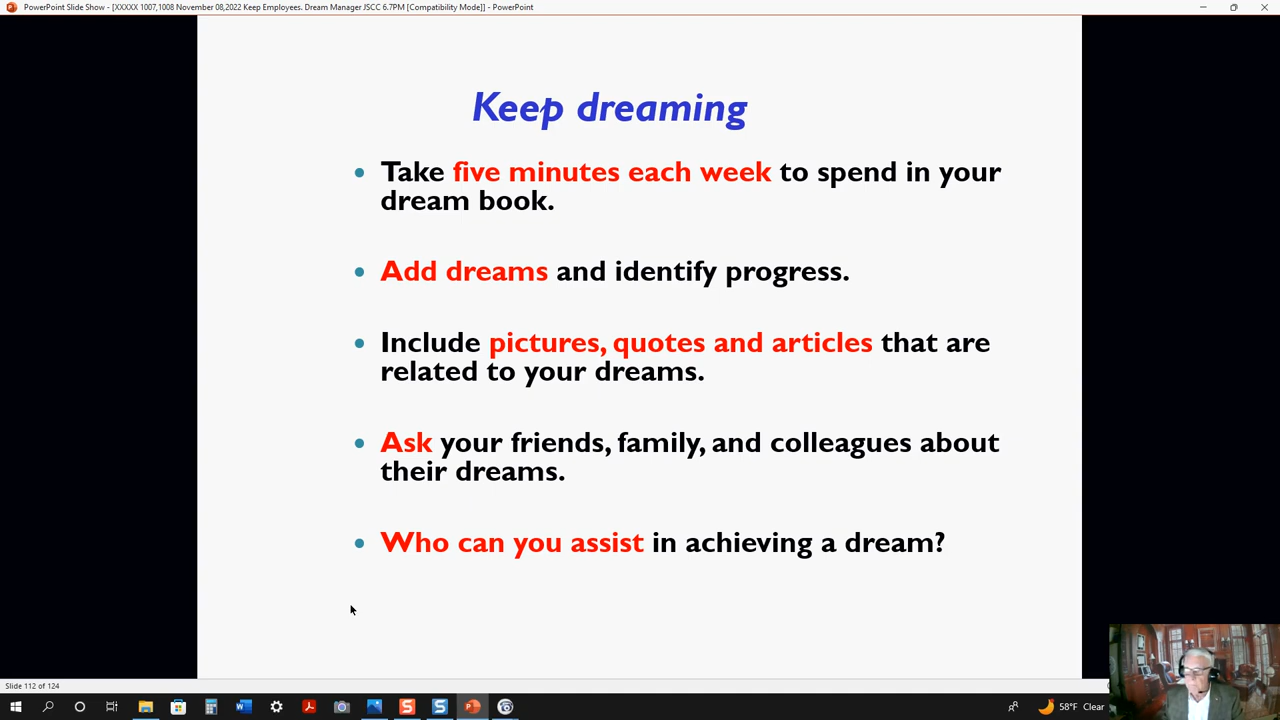 PowerPoint Slide Show - [XXXXX 1007,1008 November 08,2022 Keep Employees. Dream Manager JSCC 6.7PM [Compatibility Mode]] - PowerPoint
Keep dreaming
• Take five minutes each week to spend in your
dream book.
• Add dreams and identify progress.
• Include pictures, quotes and articles that are
related to your dreams.
• Ask your friends, family, and colleagues about
their dreams.
• Who can you assist in achieving a dream?
Slide 112 of 124
58°F Clear